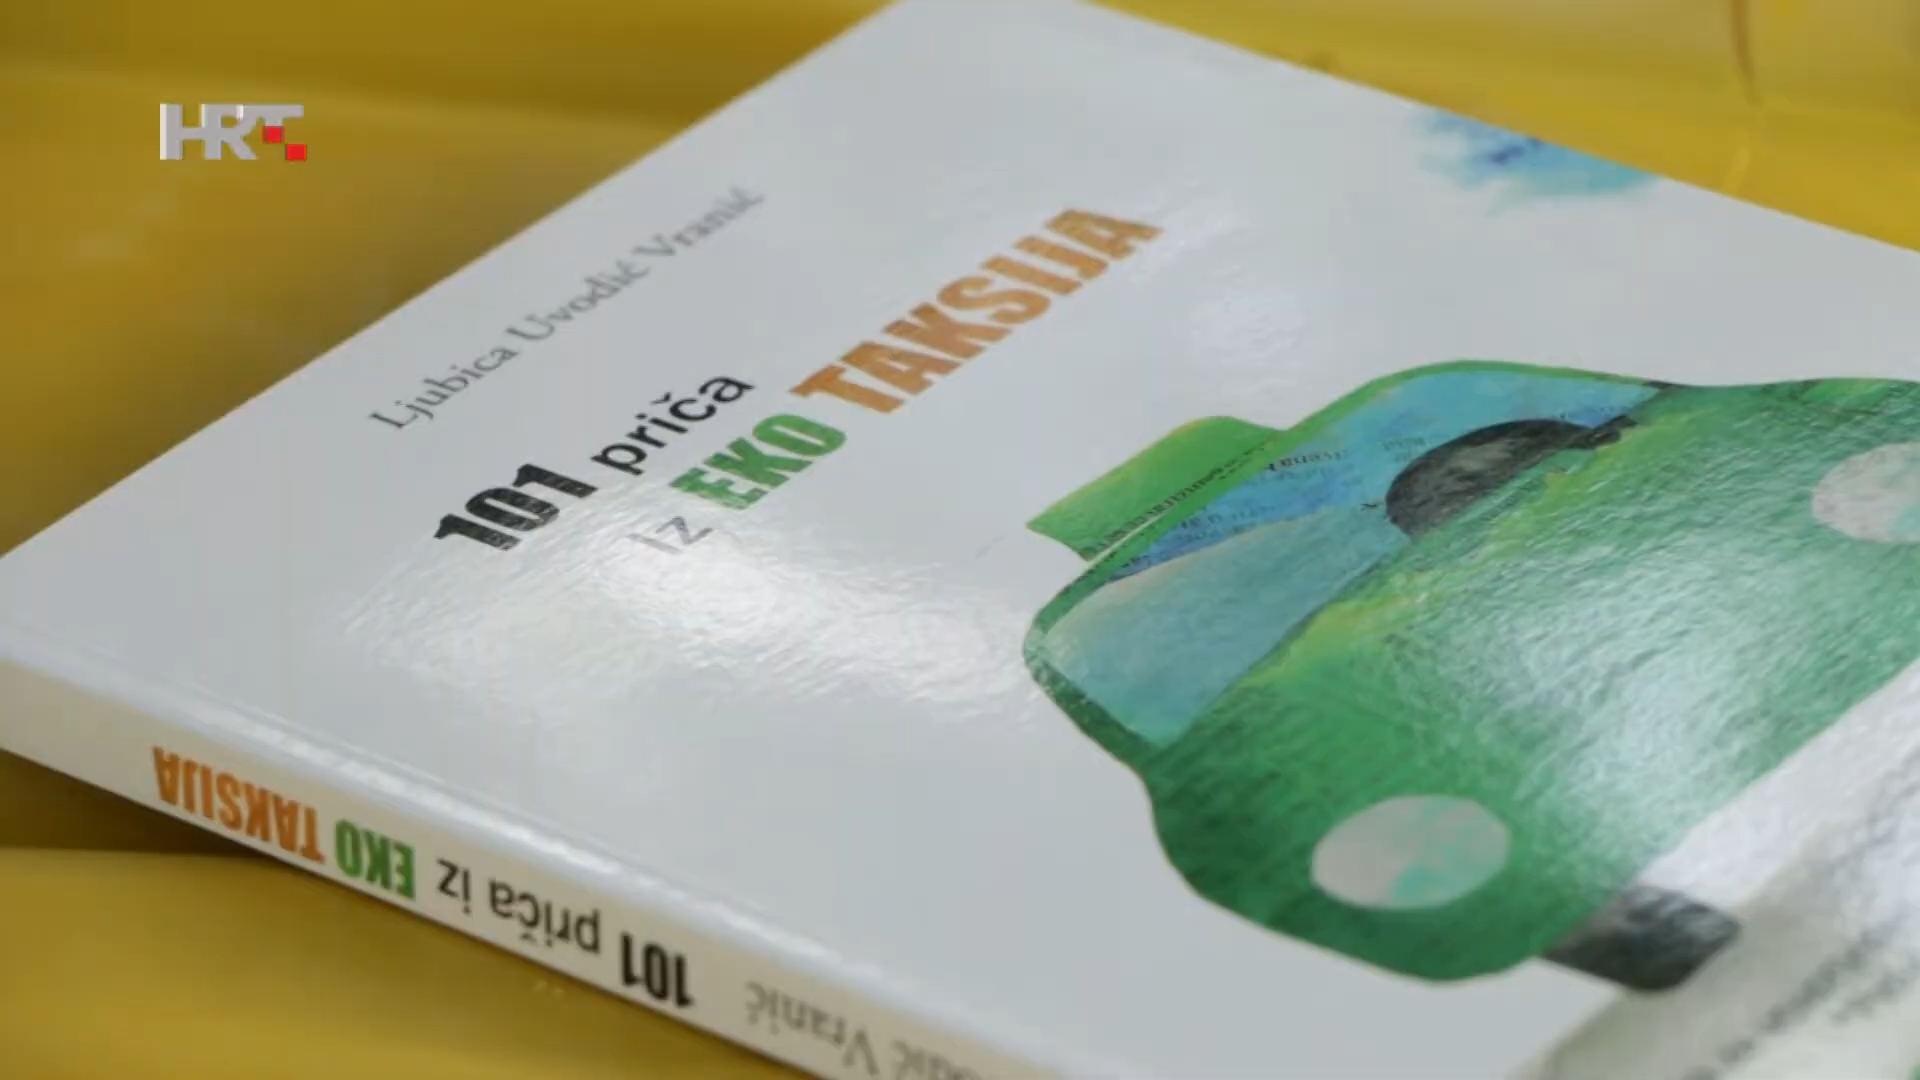 HRT
Ljubica Uvodić Vranić
101 priča
iz EKO TAKSIJA
101 priča iz EKO TAKSIJA
Vranić